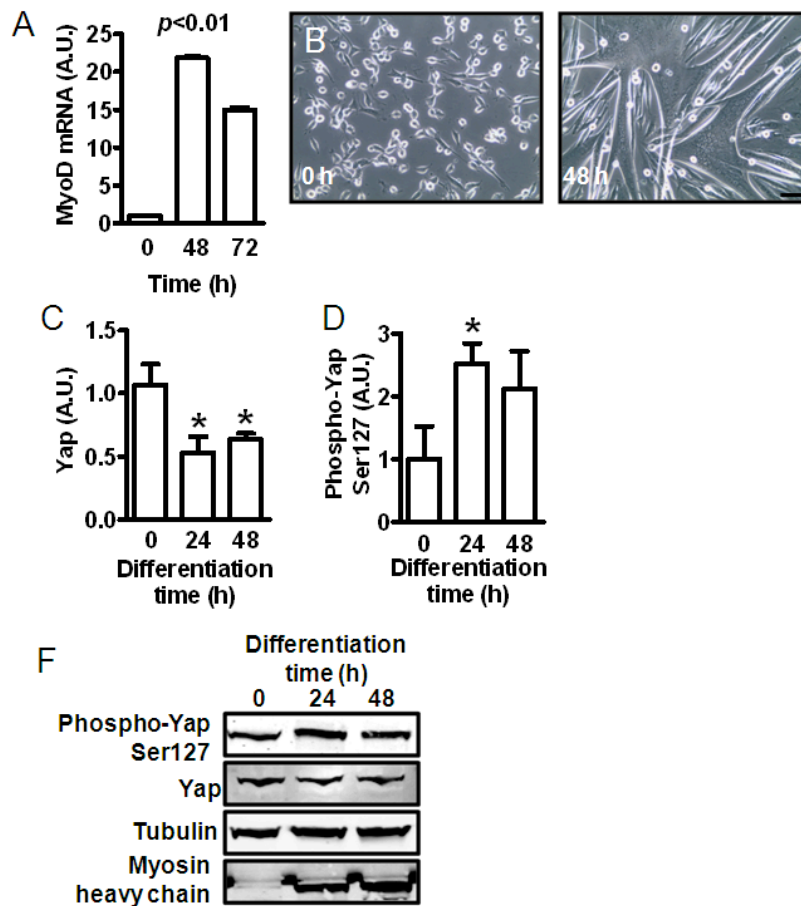 A
p<0.01
MyoD mRNA (A.U.)
25
20
15
10
5
0
0 48 72
Time (h)
B
0 h
48 h
C
Yap (A.U.)
1.5
1.0
0.5
0.0
* *
0 24 48
Differentiation
time (h)
D
Phospho-Yap
Ser127 (A.U.)
3
2
1
0
*
0 24 48
Differentiation
time (h)
F
Differentiation
time (h)
0 24 48
Phospho-Yap
Ser127
Yap
Tubulin
Myosin
heavy chain